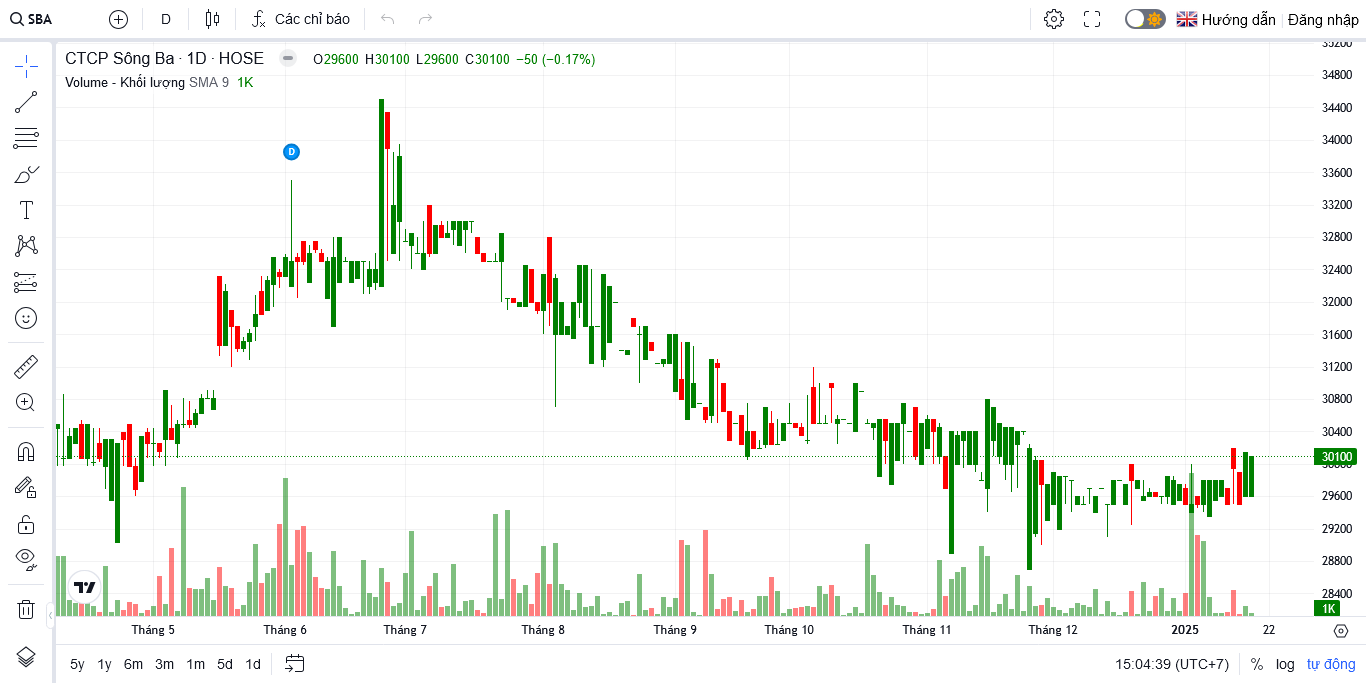 SBA D Các chỉ báo Hướng dẫn Đăng nhập
CTCP Sông Ba · 1D · HOSE O29600 H30100 L29600 C30100 −50 (−0.17%)
Volume - Khối lượng SMA 9 1K
D
35200
34800
34400
34000
33600
33200
32800
32400
32000
31600
31200
30800
30400
30100
30000
29600
29200
28800
28400
1K
Tháng 5 Tháng 6 Tháng 7 Tháng 8 Tháng 9 Tháng 10 Tháng 11 Tháng 12 2025 22
5y 1y 6m 3m 1m 5d 1d 15:04:39 (UTC+7) % log tự động